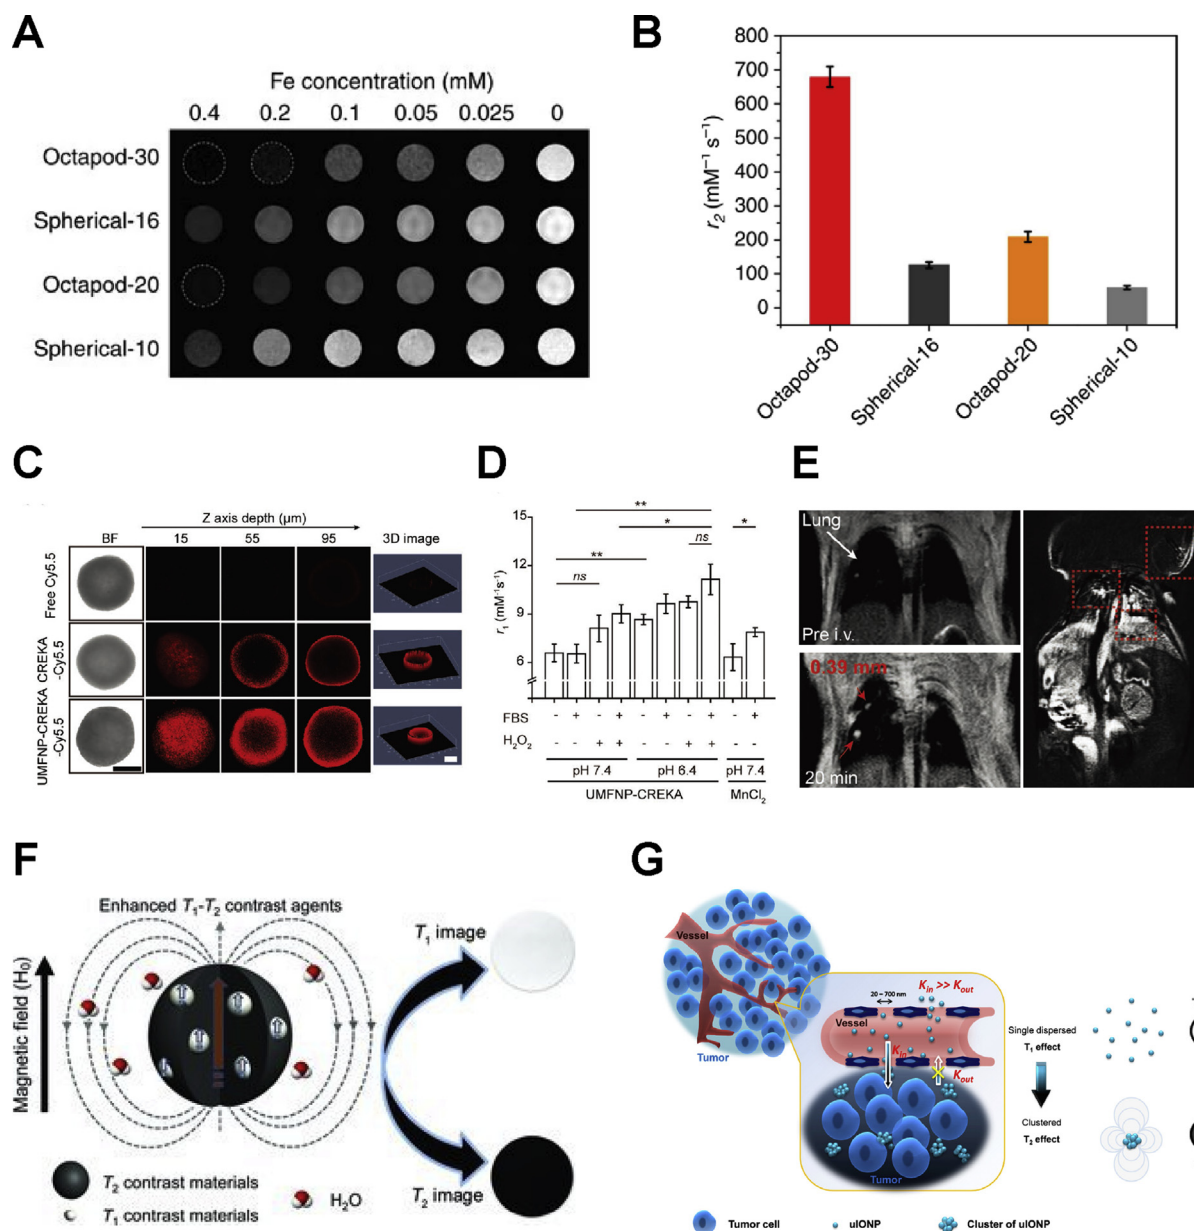 A
Fe concentration (mM)
0.4 0.2 0.1 0.05 0.025 0
Octapod-30
Spherical-16
Octapod-20
Spherical-10
B
r2 (mM−1 s−1)
800
700
600
500
400
300
200
100
0
Octapod-30
Spherical-16
Octapod-20
Spherical-10
C
Z axis depth (μm)
BF 15 55 95 3D image
Free Cy5.5
CREKA
-Cy5.5
UMFNP-CREKA
-Cy5.5
D
r1 (mM-1s-1)
15
12
9
6
**
*
*
**
ns
ns
FBS - + - + - + - + - +
H2O2 - - + + - - + +
pH 7.4 pH 6.4 pH 7.4
UMFNP-CREKA MnCl2
E
Lung
Pre i.v.
0.39 mm
20 min
F
Enhanced T1-T2 contrast agents
Magnetic field (H0)
T1 image
T2 image
T2 contrast materials
T1 contrast materials
H2O
G
Vessel
Tumor
20~700 nm
Kin >> Kout
Vessel
Kin
Kout
Tumor
Single dispersed
T1 effect
Clustered
T2 effect
Tumor cell
uIONP
Cluster of uIONP